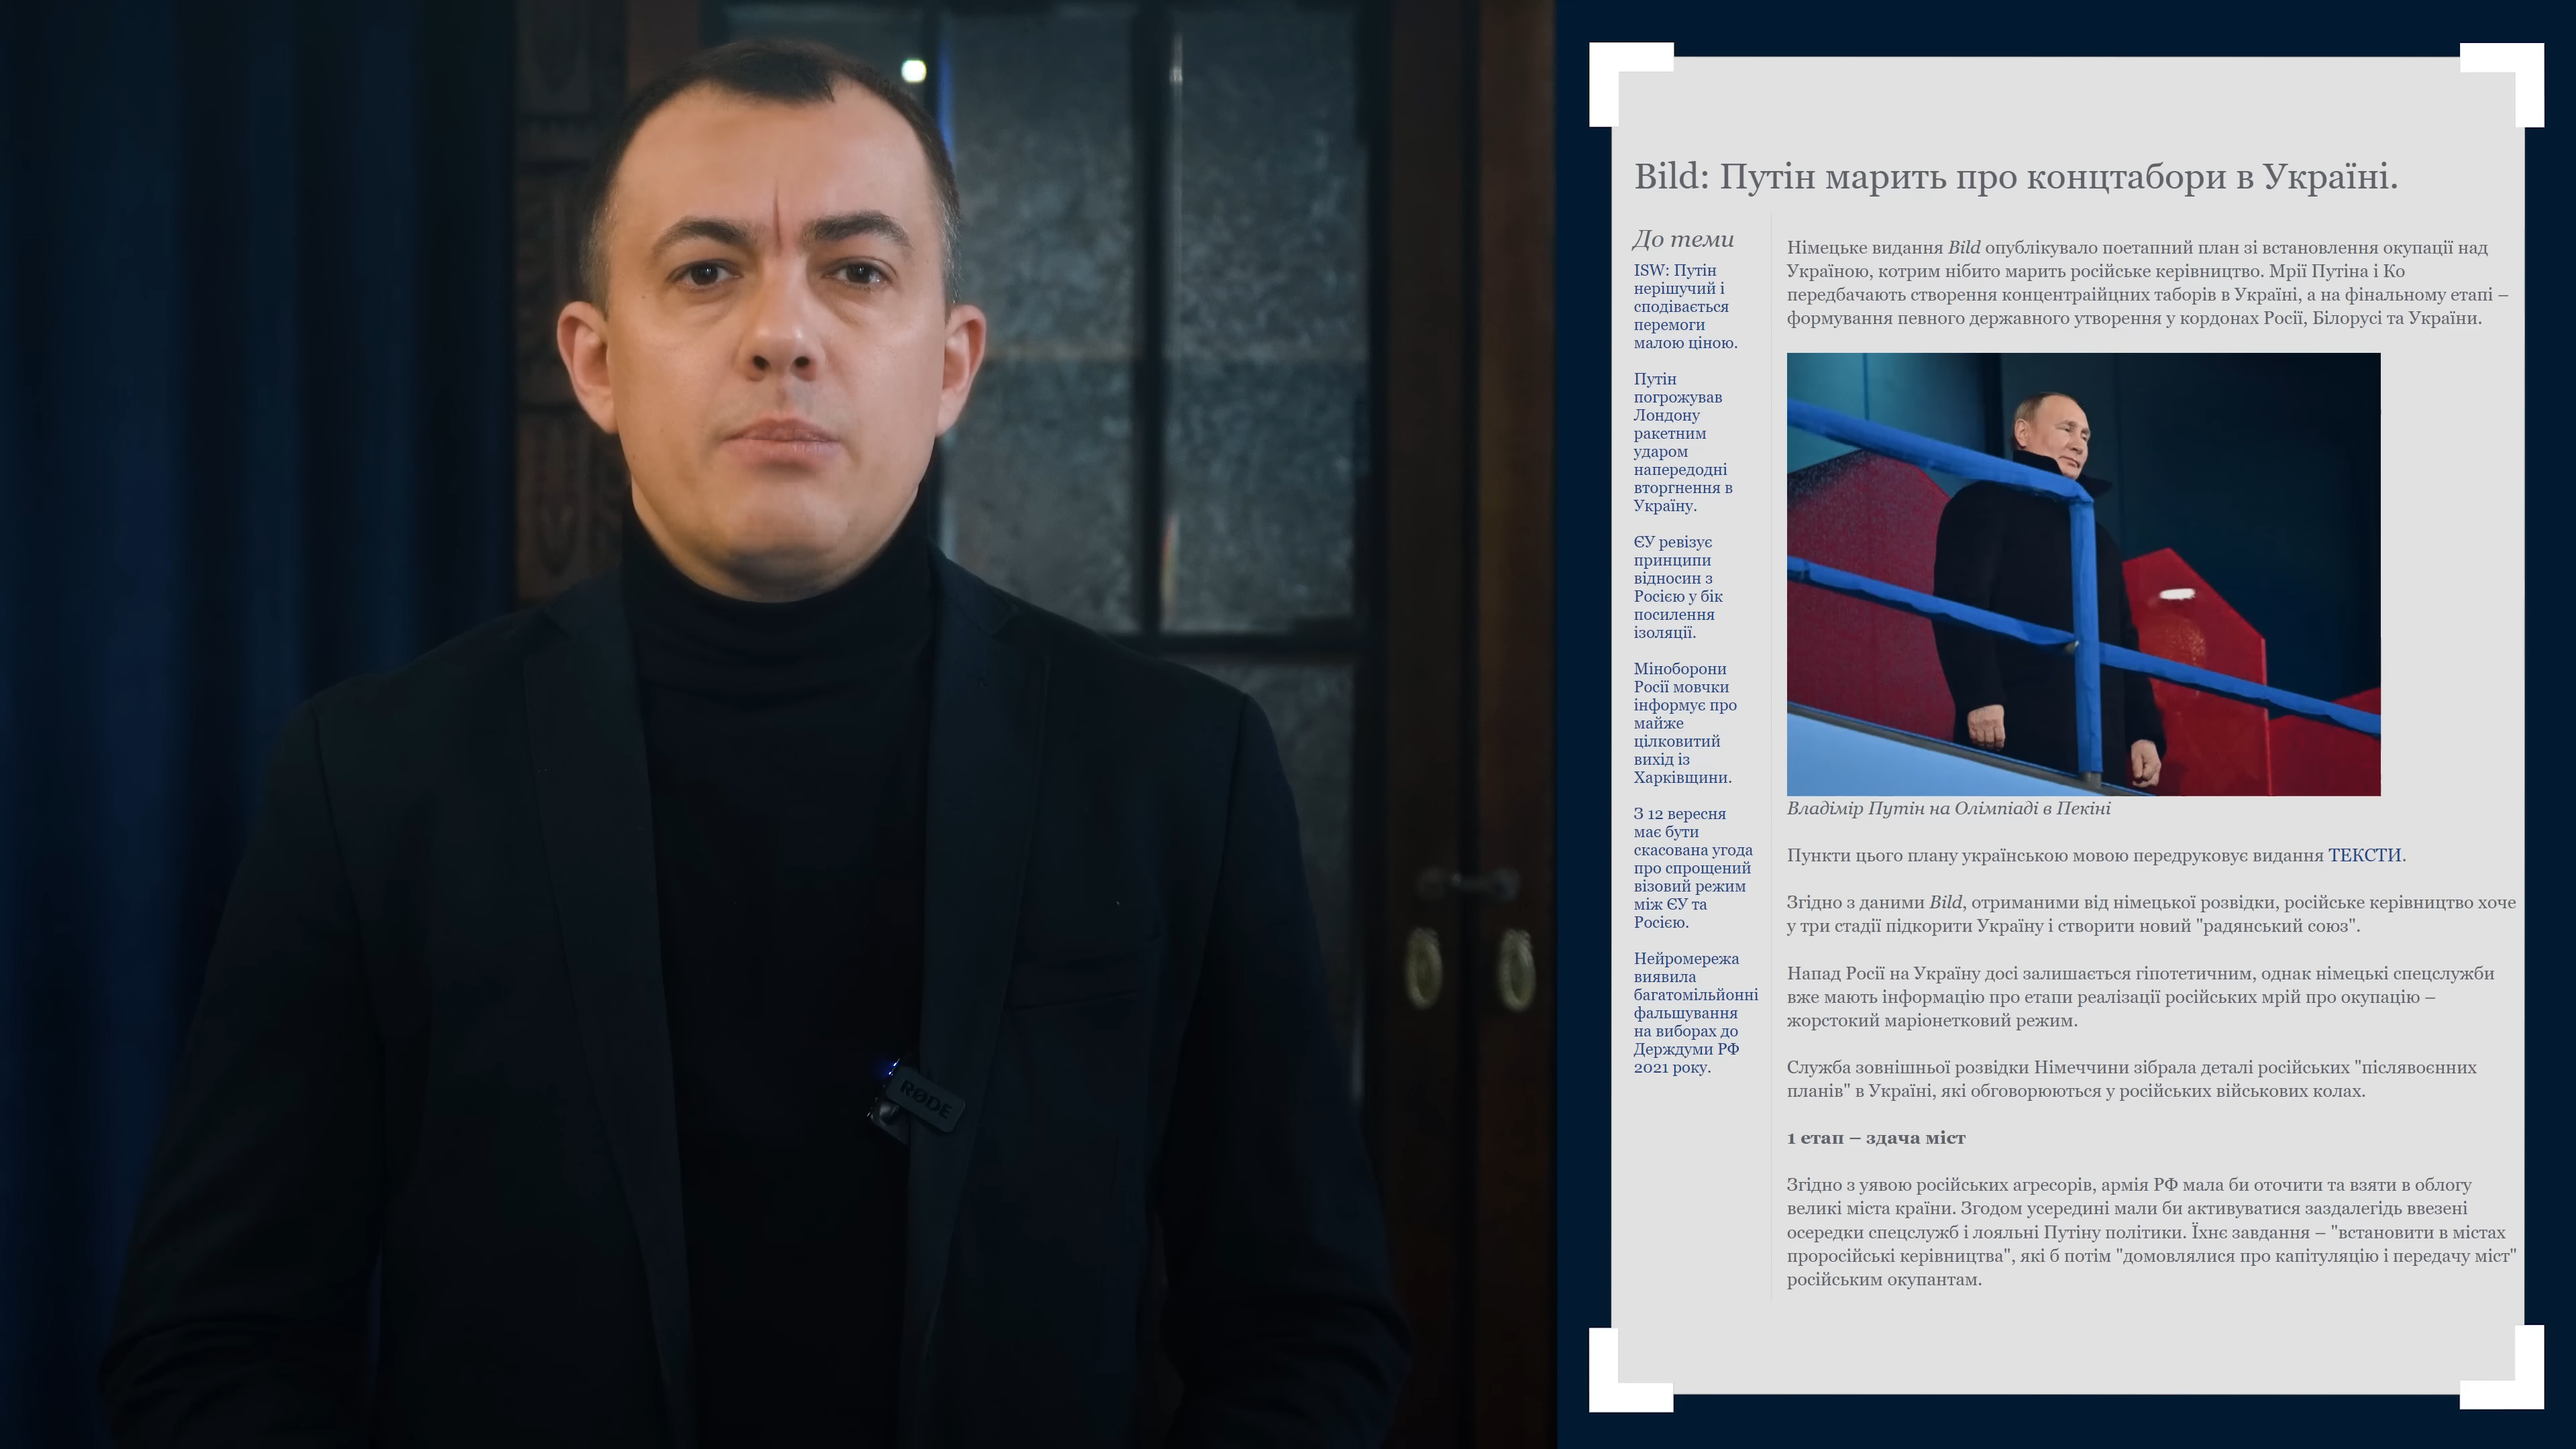 Bild: Путін марить про концтабори в Україні.
До теми
ISW: Путін
нерішучий і
сподівається
перемоги
малою ціною.
Путін
погрожував
Лондону
ракетним
ударом
напередодні
вторгнення в
Україну.
ЄУ ревізує
принципи
відносин з
Росією у бік
посилення
ізоляції.
Міноборони
Росії мовчки
інформує про
майже
цілковитий
вихід із
Харківщини.
З 12 вересня
має бути
скасована угода
про спрощений
візовий режим
між ЄУ та
Росією.
Нейромережа
виявила
багатомільйонні
фальшування
на виборах до
Держдуми РФ
2021 року.
Німецьке видання Bild опублікувало поетапний план зі встановлення окупації над
Україною, котрим нібито марить російське керівництво. Мрії Путіна і Ко
передбачають створення концентраійцних таборів в Україні, а на фінальному етапі –
формування певного державного утворення у кордонах Росії, Білорусі та України.
Владімір Путін на Олімпіаді в Пекіні
Пункти цього плану українською мовою передруковує видання ТЕКСТИ.
Згідно з даними Bild, отриманими від німецької розвідки, російське керівництво хоче
у три стадії підкорити Україну і створити новий "радянський союз".
Напад Росії на Україну досі залишається гіпотетичним, однак німецькі спецслужби
вже мають інформацію про етапи реалізації російських мрій про окупацію –
жорстокий маріонетковий режим.
Служба зовнішньої розвідки Німеччини зібрала деталі російських "післявоєнних
планів" в Україні, які обговорюються у російських військових колах.
1 етап – здача міст
Згідно з уявою російських агресорів, армія РФ мала би оточити та взяти в облогу
великі міста країни. Згодом усередині мали би активуватися заздалегідь ввезені
осередки спецслужб і лояльні Путіну політики. Їхнє завдання – "встановити в містах
проросійські керівництва", які б потім "домовлялися про капітуляцію і передачу міст"
російським окупантам.
RØDE